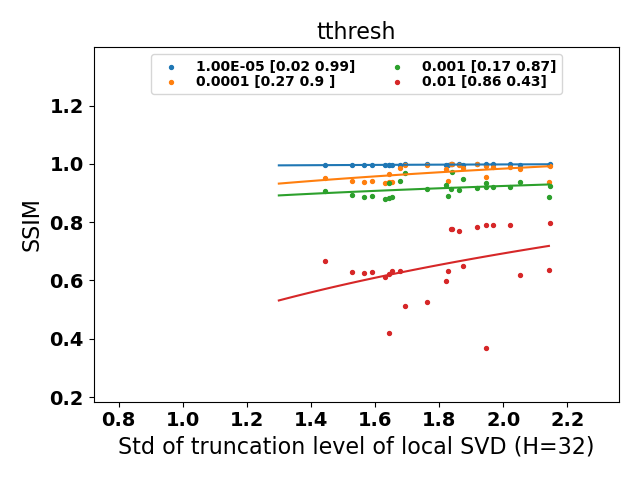 tthresh
1.00E-05 [0.02 0.99]
0.0001 [0.27 0.9 ]
0.001 [0.17 0.87]
0.01 [0.86 0.43]
SSIM
1.2
1.0
0.8
0.6
0.4
0.2
0.8 1.0 1.2 1.4 1.6 1.8 2.0 2.2
Std of truncation level of local SVD (H=32)